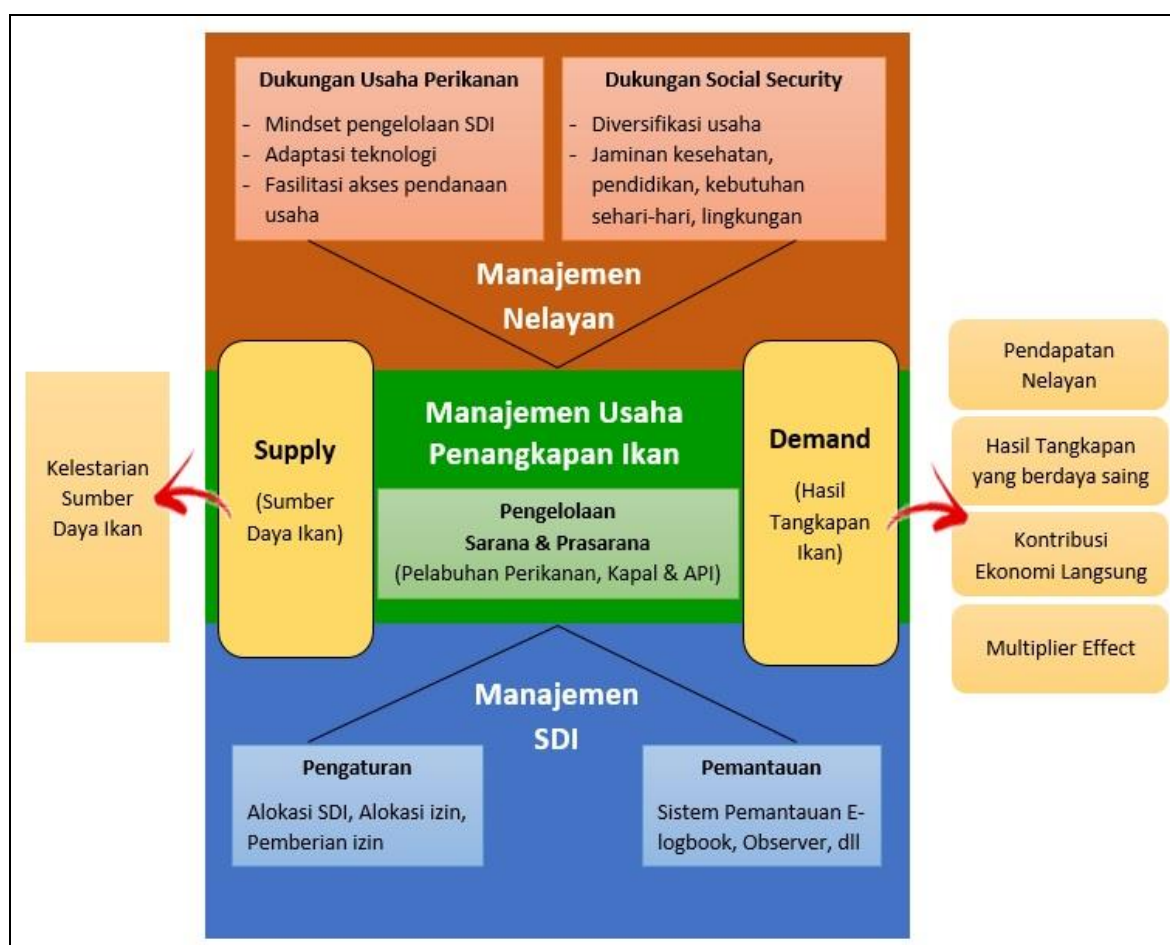 Dukungan Usaha Perikanan
- Mindset pengelolaan SDI
- Adaptasi teknologi
- Fasilitasi akses pendanaan
usaha
Dukungan Social Security
- Diversifikasi usaha
- Jaminan kesehatan,
pendidikan, kebutuhan
sehari-hari, lingkungan
Manajemen
Nelayan
Kelestarian
Sumber
Daya Ikan
Supply
(Sumber
Daya Ikan)
Manajemen Usaha
Penangkapan Ikan
Pengelolaan
Sarana & Prasarana
(Pelabuhan Perikanan, Kapal & API)
Demand
(Hasil
Tangkapan
Ikan)
Pendapatan
Nelayan
Hasil Tangkapan
yang berdaya saing
Kontribusi
Ekonomi Langsung
Multiplier Effect
Manajemen
SDI
Pengaturan
Alokasi SDI, Alokasi izin,
Pemberian izin
Pemantauan
Sistem Pemantauan E-
logbook, Observer, dll